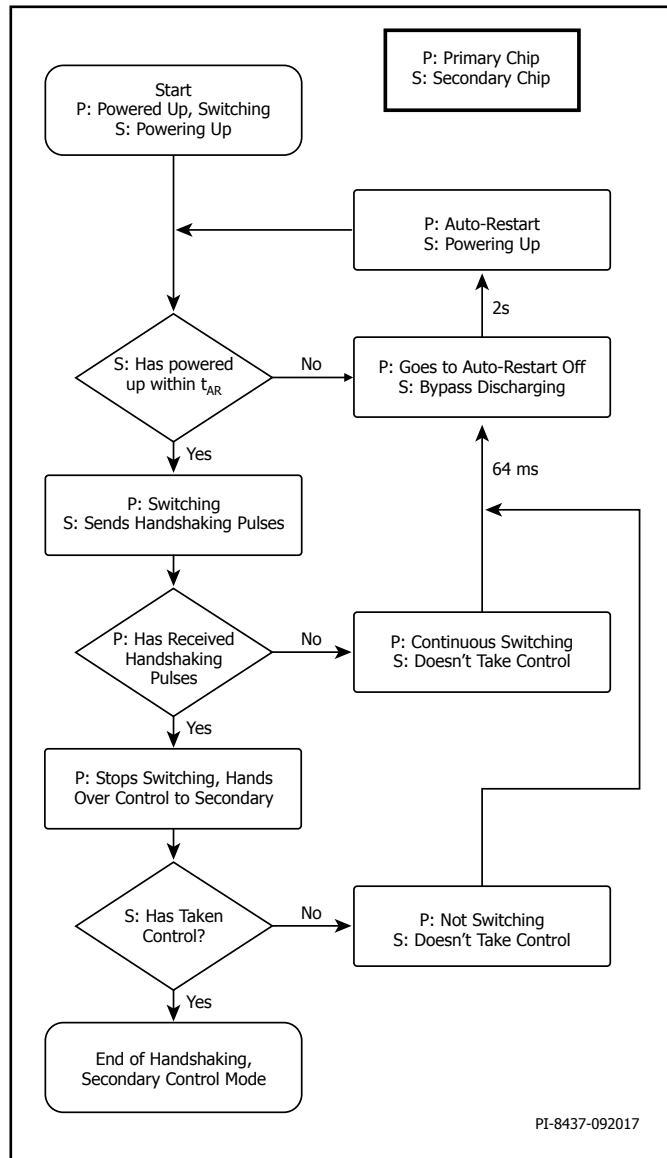 P: Primary Chip
S: Secondary Chip
Start
P: Powered Up, Switching
S: Powering Up
P: Auto-Restart
S: Powering Up
2s
S: Has powered
up within tAR
No
P: Goes to Auto-Restart Off
S: Bypass Discharging
Yes
64 ms
P: Switching
S: Sends Handshaking Pulses
P: Has Received
Handshaking
Pulses
No
P: Continuous Switching
S: Doesn’t Take Control
Yes
P: Stops Switching, Hands
Over Control to Secondary
S: Has Taken
Control?
No
P: Not Switching
S: Doesn’t Take Control
Yes
End of Handshaking,
Secondary Control Mode
PI-8437-092017